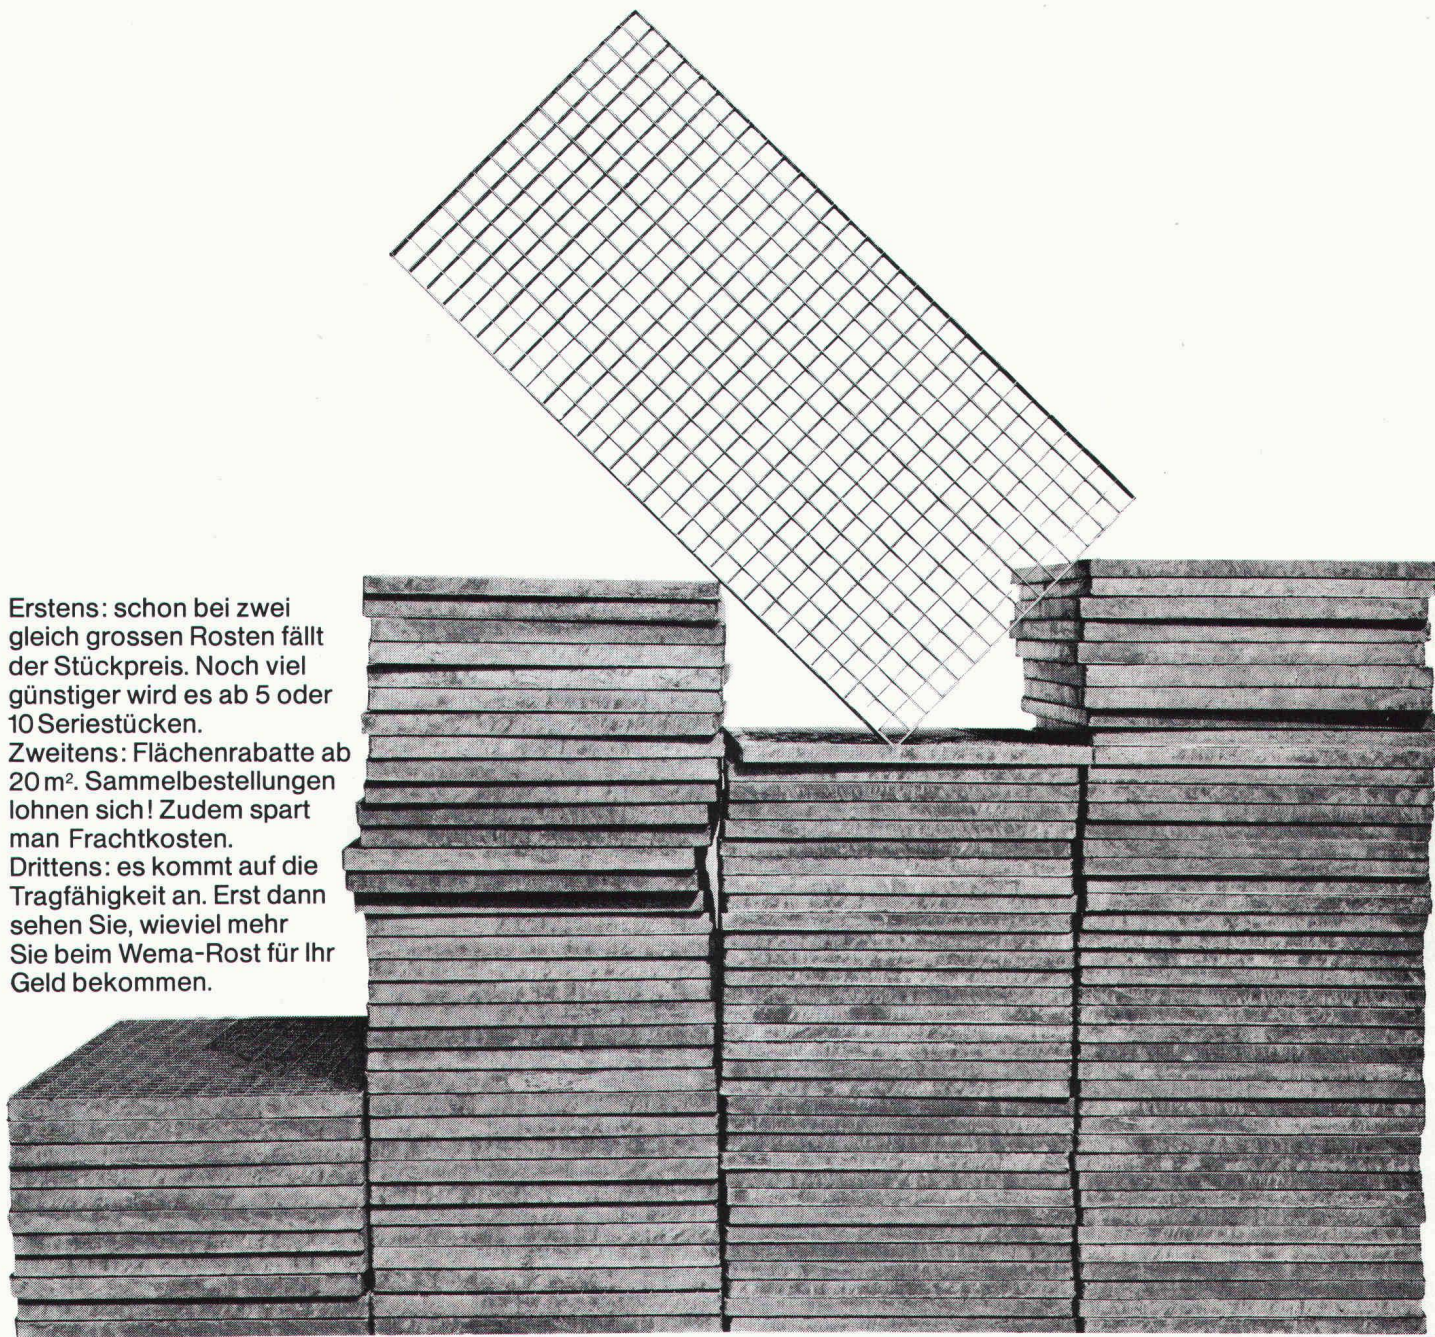 Erstens: schon bei zwei
gleich grossen Rosten fällt
der Stückpreis. Noch viel
günstiger wird es ab 5 oder
10 Seriestücken.
Zweitens: Flächenrabatte ab
20 m². Sammelbestellungen
lohnen sich! Zudem spart
man Frachtkosten.
Drittens: es kommt auf die
Tragfähigkeit an. Erst dann
sehen Sie, wieviel mehr
Sie beim Wema-Rost für Ihr
Geld bekommen.